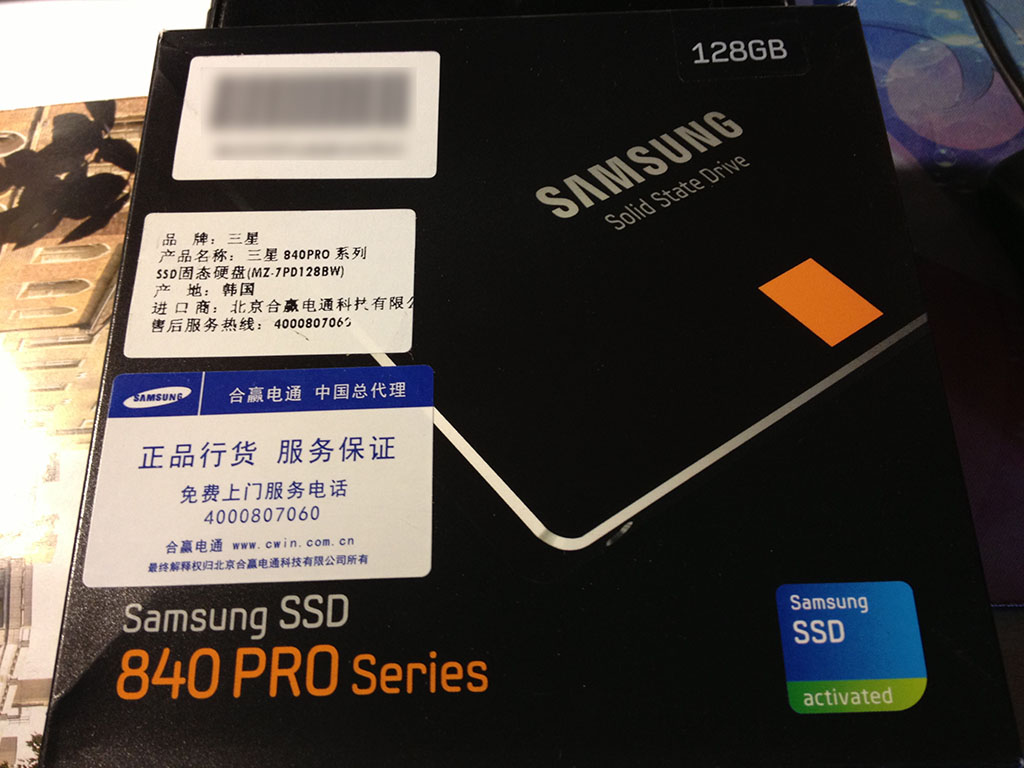 128GB
SAMSUNG
Solid State Drive
品 牌：三星
产品名称：三星 840PRO 系列
SSD固态硬盘(MZ-7PD128BW)
产 地：韩国
进 口 商：北京合赢电通科技有限公
售后服务热线：4000807060
SAMSUNG 合赢电通 中国总代理
正品行货 服务保证
免费上门服务电话
4000807060
合赢电通 www.cwin.com.cn
最终解释权归北京合赢电通科技有限公司所有
Samsung SSD
840 PRO Series
Samsung
SSD
activated